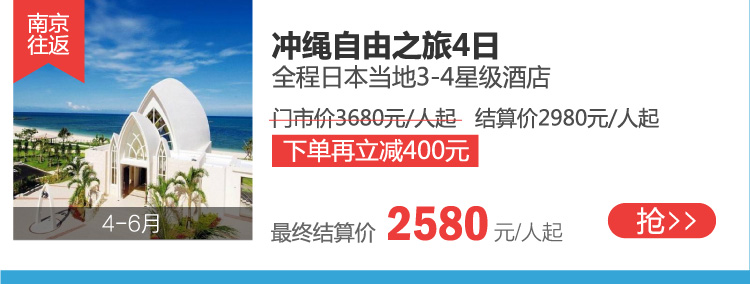 南京
往返
冲绳自由之旅4日
全程日本当地3-4星级酒店
门市价3680元/人起 结算价2980元/人起
下单再立减400元
4-6月
最终结算价 2580 元/人起
抢>>